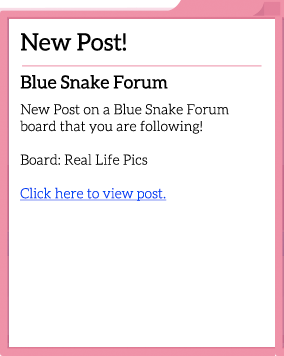 New Post!
Blue Snake Forum
New Post on a Blue Snake Forum
board that you are following!
Board: Real Life Pics
Click here to view post.